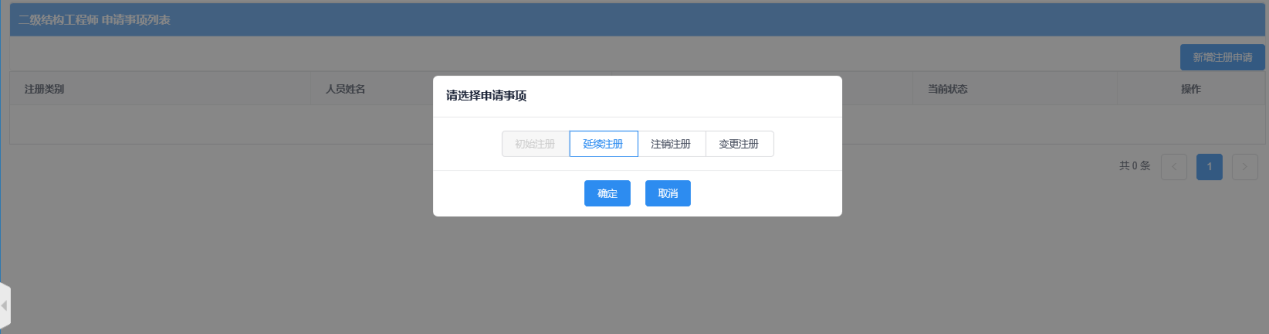 二级结构工程师 申请事项列表
新增注册申请
注册类别 人员姓名 当前状态 操作
请选择申请事项
初始注册 延续注册 注销注册 变更注册
共 0 条 < 1 >
确定 取消